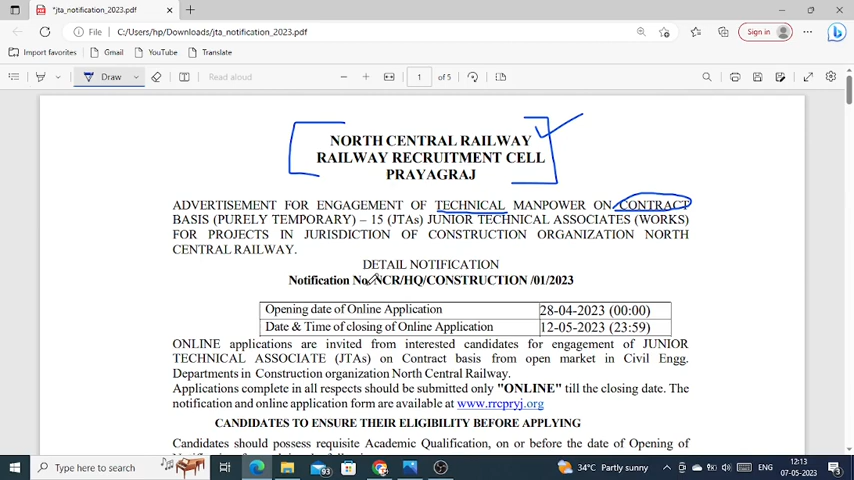 *jta_notification_2023.pdf
File
C:/Users/hp/Downloads/jta_notification_2023.pdf
Sign in
Import favorites
Gmail
YouTube
Translate
Draw
Read aloud
1
of 5
NORTH CENTRAL RAILWAY
RAILWAY RECRUITMENT CELL
PRAYAGRAJ
ADVERTISEMENT FOR ENGAGEMENT OF TECHNICAL MANPOWER ON CONTRACT
BASIS (PURELY TEMPORARY) – 15 (JTAs) JUNIOR TECHNICAL ASSOCIATES (WORKS)
FOR PROJECTS IN JURISDICTION OF CONSTRUCTION ORGANIZATION NORTH
CENTRAL RAILWAY.
DETAIL NOTIFICATION
Notification No. NCR/HQ/CONSTRUCTION /01/2023
Opening date of Online Application 28-04-2023 (00:00)
Date & Time of closing of Online Application 12-05-2023 (23:59)
ONLINE applications are invited from interested candidates for engagement of JUNIOR
TECHNICAL ASSOCIATE (JTAs) on Contract basis from open market in Civil Engg.
Departments in Construction organization North Central Railway.
Applications complete in all respects should be submitted only "ONLINE" till the closing date. The
notification and online application form are available at www.rrcpryj.org
CANDIDATES TO ENSURE THEIR ELIGIBILITY BEFORE APPLYING
Candidates should possess requisite Academic Qualification, on or before the date of Opening of
Type here to search
93
34°C Partly sunny
ENG
12:13
07-05-2023
3